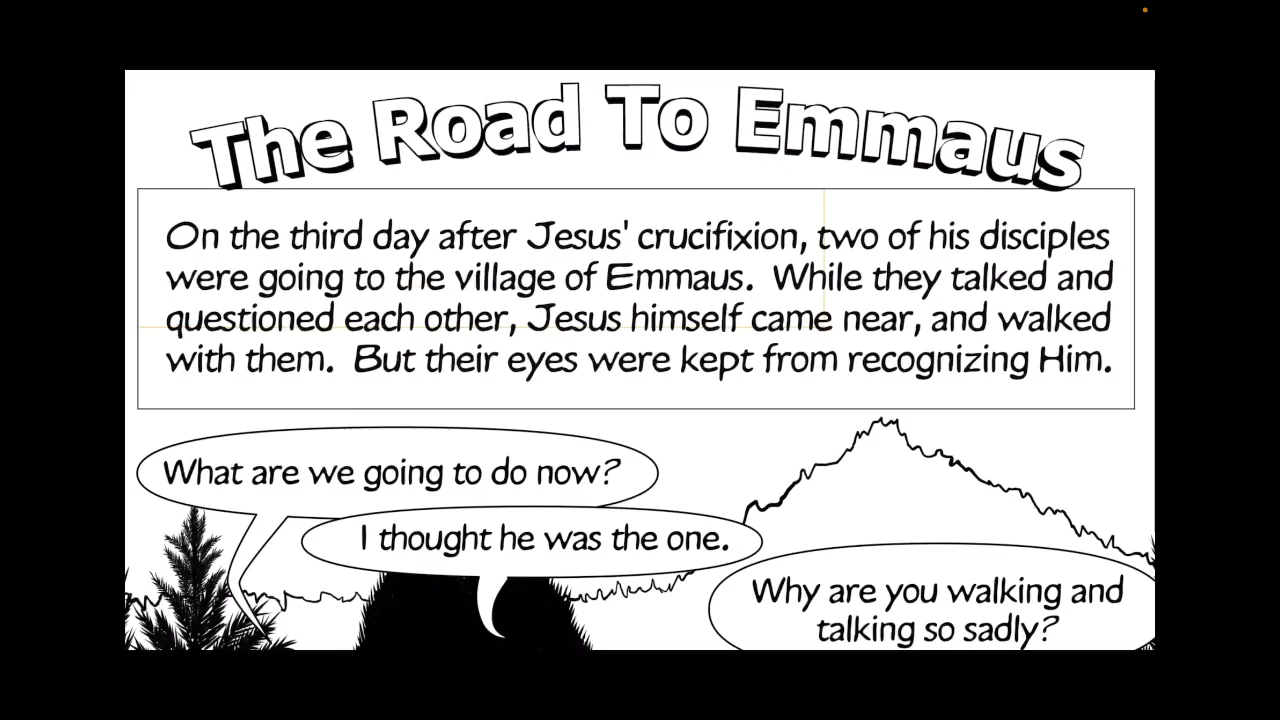 The Road To Emmaus
On the third day after Jesus' crucifixion, two of his disciples
were going to the village of Emmaus. While they talked and
questioned each other, Jesus himself came near, and walked
with them. But their eyes were kept from recognizing Him.
What are we going to do now?
I thought he was the one.
Why are you walking and
talking so sadly?